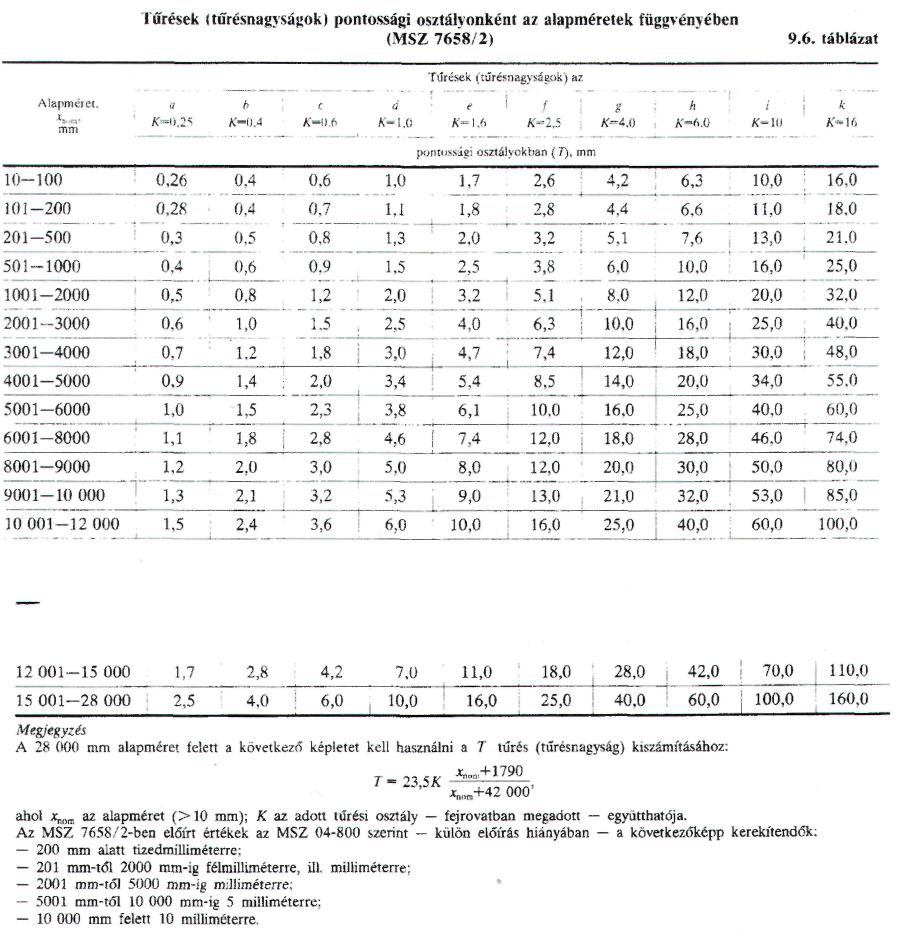 Tűrések (tűrésnagyságok) pontossági osztályonként az alapméretek függvényében
(MSZ 7658/2) 9.6. táblázat
Tűrések (tűrésnagyságok) az
Alapméret, a b c d e f g h i k
x_nom, K=0,25 K=0,4 K=0,6 K=1,0 K=1,6 K=2,5 K=4,0 K=6,0 K=10 K=16
mm
pontossági osztályokban (T), mm
10—100 0,26 0,4 0,6 1,0 1,7 2,6 4,2 6,3 10,0 16,0
101—200 0,28 0,4 0,7 1,1 1,8 2,8 4,4 6,6 11,0 18,0
201—500 0,3 0,5 0,8 1,3 2,0 3,2 5,1 7,6 13,0 21,0
501—1000 0,4 0,6 0,9 1,5 2,5 3,8 6,0 10,0 16,0 25,0
1001—2000 0,5 0,8 1,2 2,0 3,2 5,1 8,0 12,0 20,0 32,0
2001—3000 0,6 1,0 1,5 2,5 4,0 6,3 10,0 16,0 25,0 40,0
3001—4000 0,7 1,2 1,8 3,0 4,7 7,4 12,0 18,0 30,0 48,0
4001—5000 0,9 1,4 2,0 3,4 5,4 8,5 14,0 20,0 34,0 55,0
5001—6000 1,0 1,5 2,3 3,8 6,1 10,0 16,0 25,0 40,0 60,0
6001—8000 1,1 1,8 2,8 4,6 7,4 12,0 18,0 28,0 46,0 74,0
8001—9000 1,2 2,0 3,0 5,0 8,0 12,0 20,0 30,0 50,0 80,0
9001—10 000 1,3 2,1 3,2 5,3 9,0 13,0 21,0 32,0 53,0 85,0
10 001—12 000 1,5 2,4 3,6 6,0 10,0 16,0 25,0 40,0 60,0 100,0
—
12 001—15 000 1,7 2,8 4,2 7,0 11,0 18,0 28,0 42,0 70,0 110,0
15 001—28 000 2,5 4,0 6,0 10,0 16,0 25,0 40,0 60,0 100,0 160,0
Megjegyzés
A 28 000 mm alapméret felett a következő képletet kell használni a T tűrés (tűrésnagyság) kiszámításához:
T = 23,5K (x_nom+1790)/(x_nom+42 000),
ahol x_nom az alapméret (>10 mm); K az adott tűrési osztály — fejrovatban megadott — együtthatója.
Az MSZ 7658/2-ben előírt értékek az MSZ 04-800 szerint — külön előírás hiányában — a következőképp kerekítendők:
— 200 mm alatt tizedmilliméterre;
— 201 mm-től 2000 mm-ig félmilliméterre, ill. milliméterre;
— 2001 mm-től 5000 mm-ig milliméterre;
— 5001 mm-től 10 000 mm-ig 5 milliméterre;
— 10 000 mm felett 10 milliméterre.